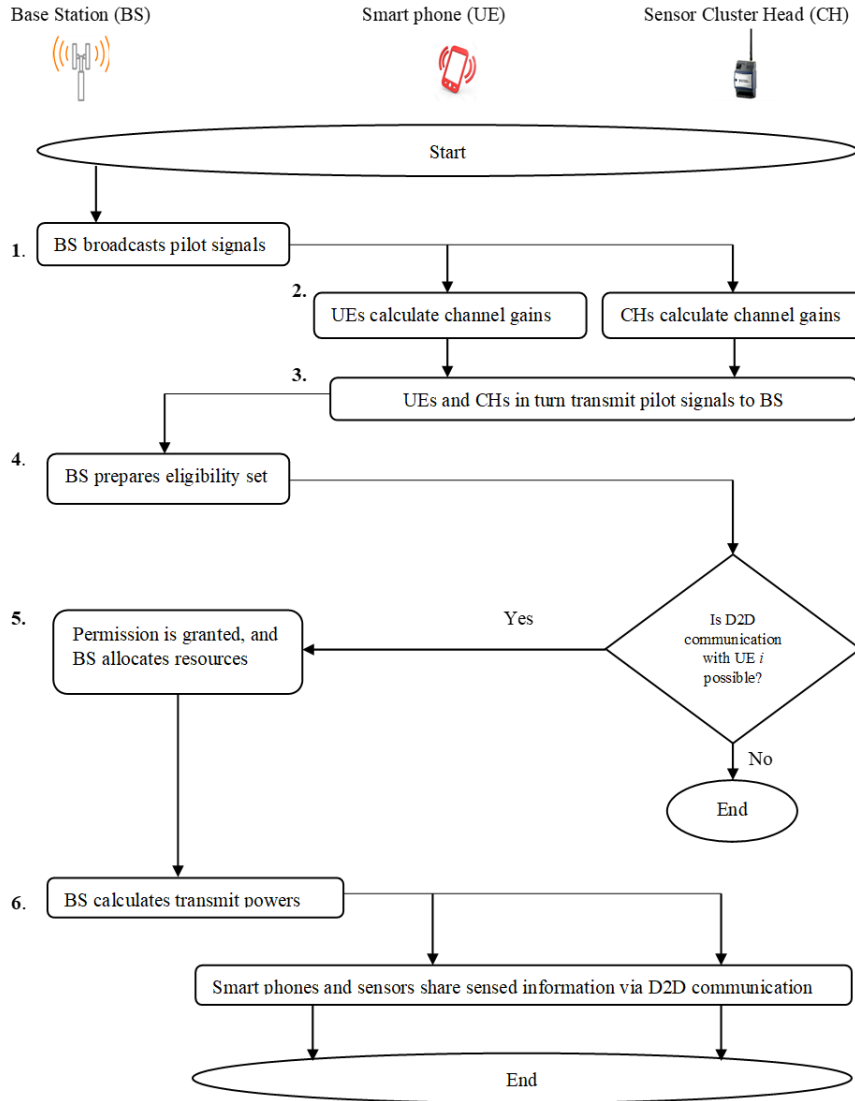 Base Station (BS) Smart phone (UE) Sensor Cluster Head (CH)
Start
1. BS broadcasts pilot signals
2.
UEs calculate channel gains CHs calculate channel gains
3.
UEs and CHs in turn transmit pilot signals to BS
4. BS prepares eligibility set
5. Permission is granted, and
BS allocates resources
Yes
Is D2D
communication
with UE i
possible?
No
End
6. BS calculates transmit powers
Smart phones and sensors share sensed information via D2D communication
End